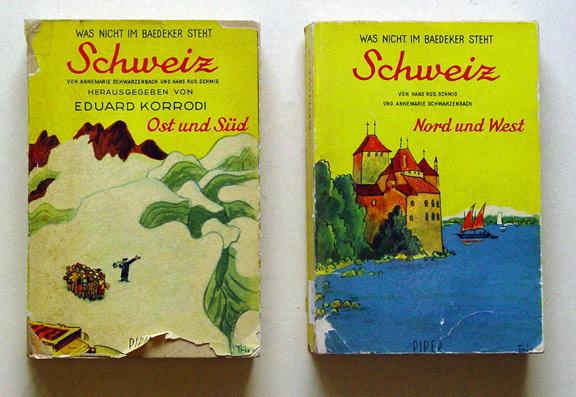 WAS NICHT IM BAEDEKER STEHT
Schweiz
VON ANNEMARIE SCHWARZENBACH UND HANS RUD. SCHMID
HERAUSGEGEBEN VON
EDUARD KORRODI
Ost und Süd
PIPER
WAS NICHT IM BAEDEKER STEHT
Schweiz
VON HANS RUD. SCHMID
UND ANNEMARIE SCHWARZENBACH
Nord und West
PIPER